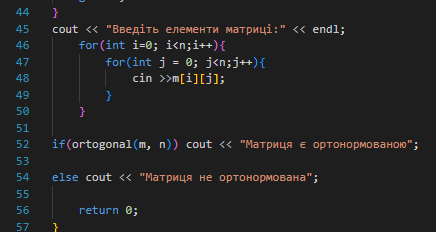 44 }
45 cout << "Введіть елементи матриці:" << endl;
46 for(int i=0; i<n;i++){
47 for(int j = 0; j<n;j++){
48 cin >>m[i][j];
49 }
50 }
51
52 if(ortogonal(m, n)) cout << "Матриця є ортонормованою";
53
54 else cout << "Матриця не ортонормована";
55
56 return 0;
57 }